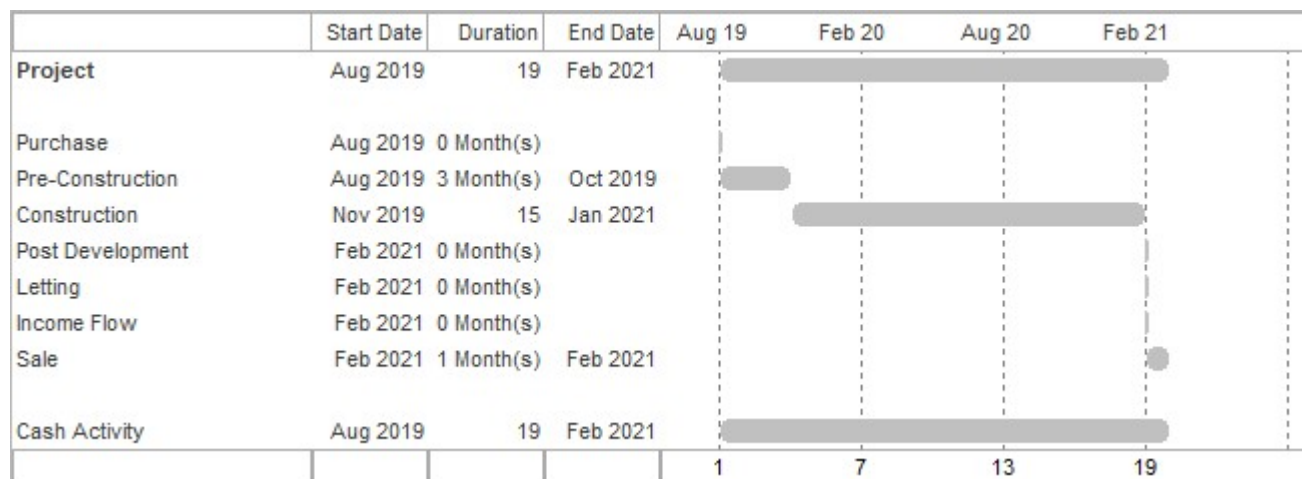 Start Date Duration End Date Aug 19 Feb 20 Aug 20 Feb 21
Project Aug 2019 19 Feb 2021
Purchase Aug 2019 0 Month(s)
Pre-Construction Aug 2019 3 Month(s) Oct 2019
Construction Nov 2019 15 Jan 2021
Post Development Feb 2021 0 Month(s)
Letting Feb 2021 0 Month(s)
Income Flow Feb 2021 0 Month(s)
Sale Feb 2021 1 Month(s) Feb 2021
Cash Activity Aug 2019 19 Feb 2021
1 7 13 19